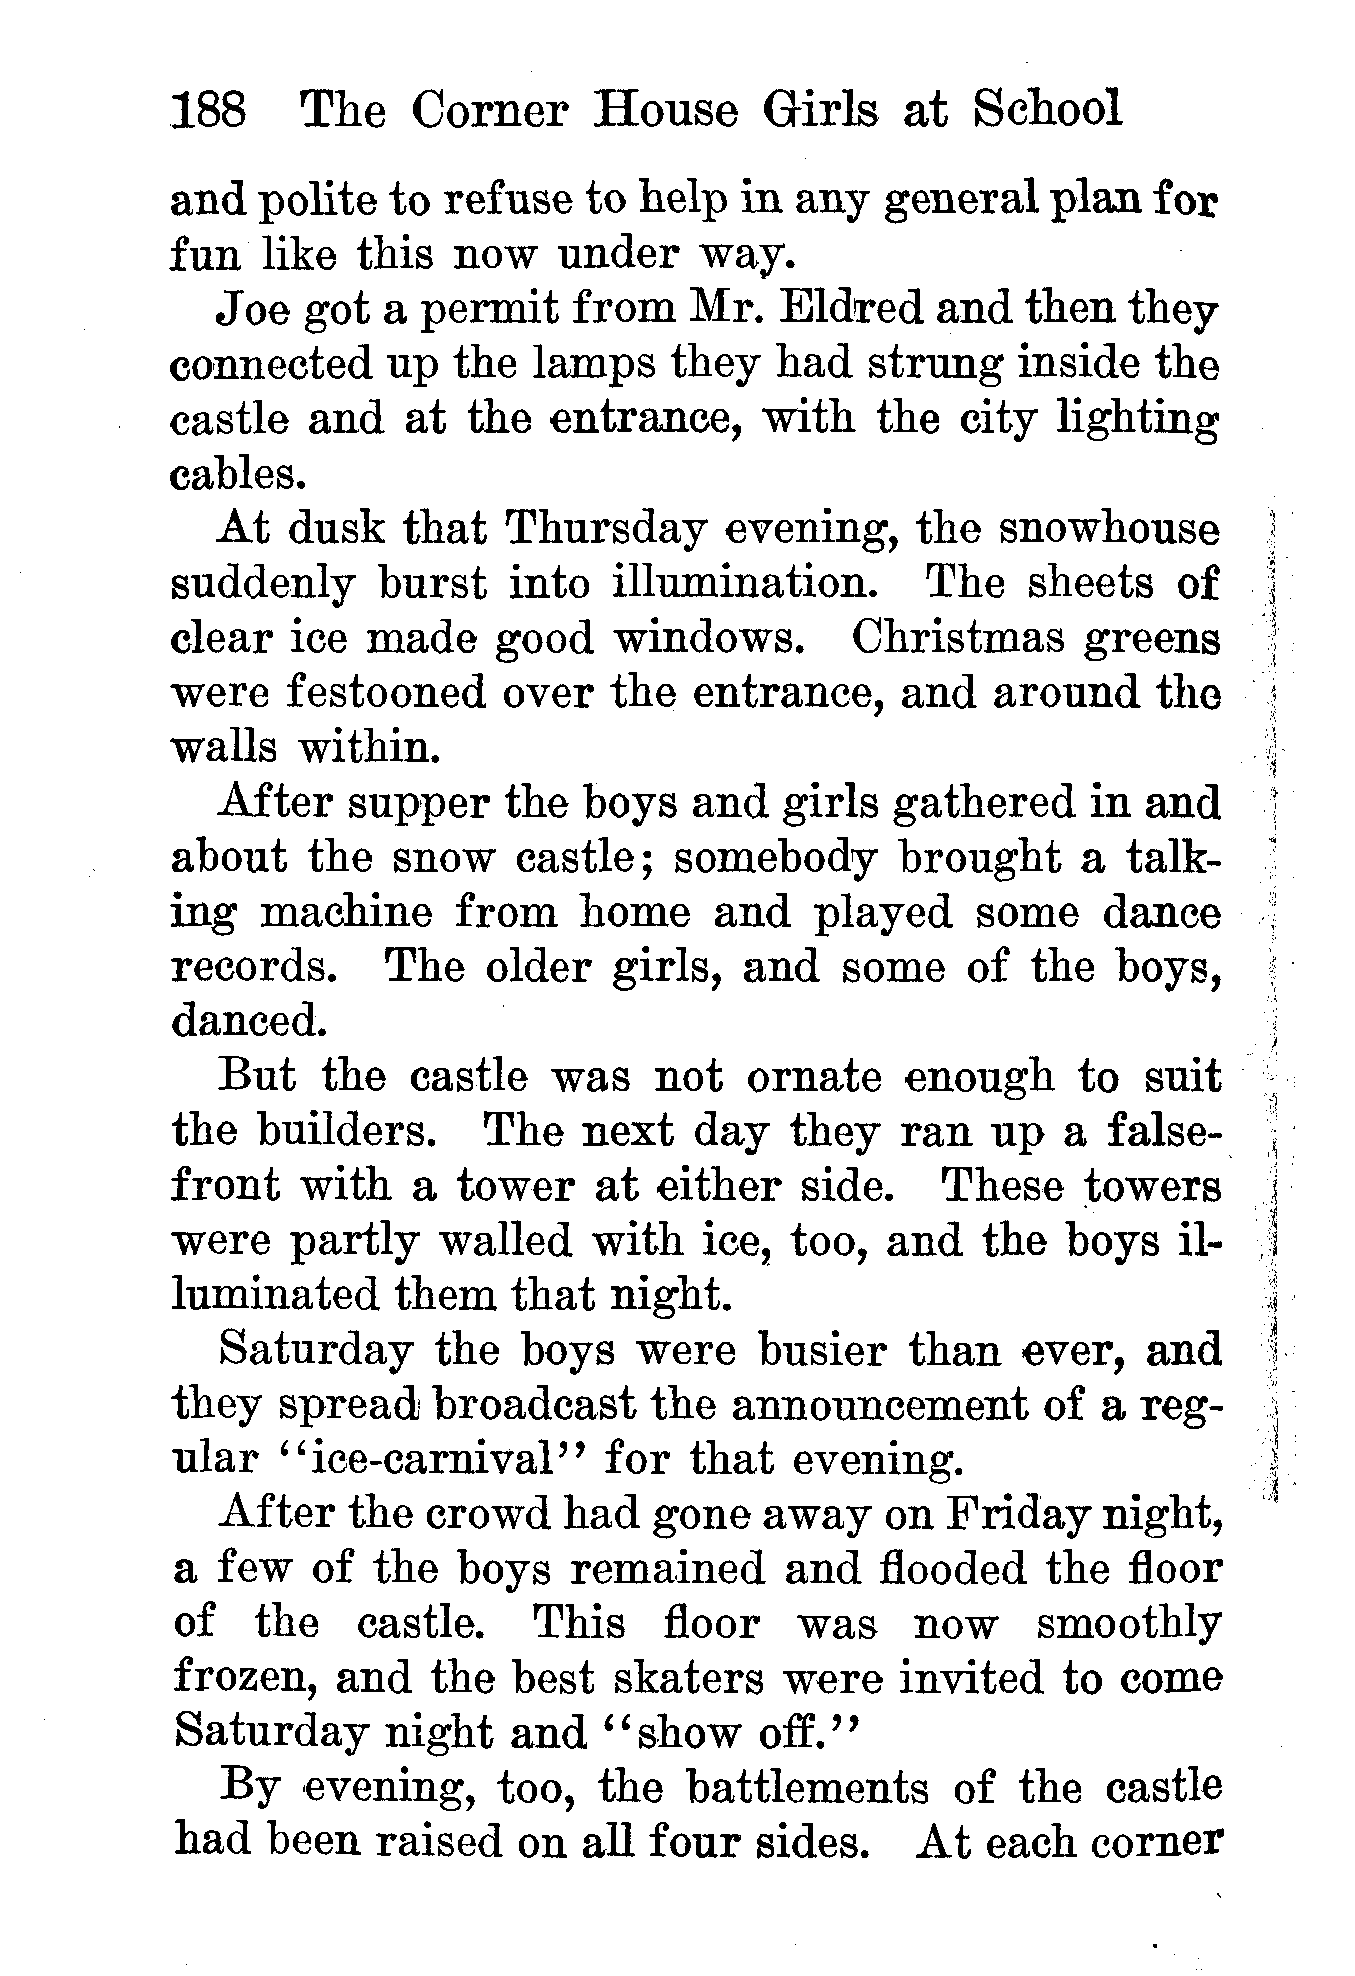 188 The Corner House Girls at School
and polite to refuse to help in any general plan for
fun like this now under way.
Joe got a permit from Mr. Eldred and then they
connected up the lamps they had strung inside the
castle and at the entrance, with the city lighting
cables.
At dusk that Thursday evening, the snowhouse
suddenly burst into illumination. The sheets of
clear ice made good windows. Christmas greens
were festooned over the entrance, and around the
walls within.
After supper the boys and girls gathered in and
about the snow castle; somebody brought a talk-
ing machine from home and played some dance
records. The older girls, and some of the boys,
danced.
But the castle was not ornate enough to suit
the builders. The next day they ran up a false-
front with a tower at either side. These towers
were partly walled with ice, too, and the boys il-
luminated them that night.
Saturday the boys were busier than ever, and
they spread broadcast the announcement of a reg-
ular "ice-carnival" for that evening.
After the crowd had gone away on Friday night,
a few of the boys remained and flooded the floor
of the castle. This floor was now smoothly
frozen, and the best skaters were invited to come
Saturday night and "show off."
By evening, too, the battlements of the castle
had been raised on all four sides. At each corner